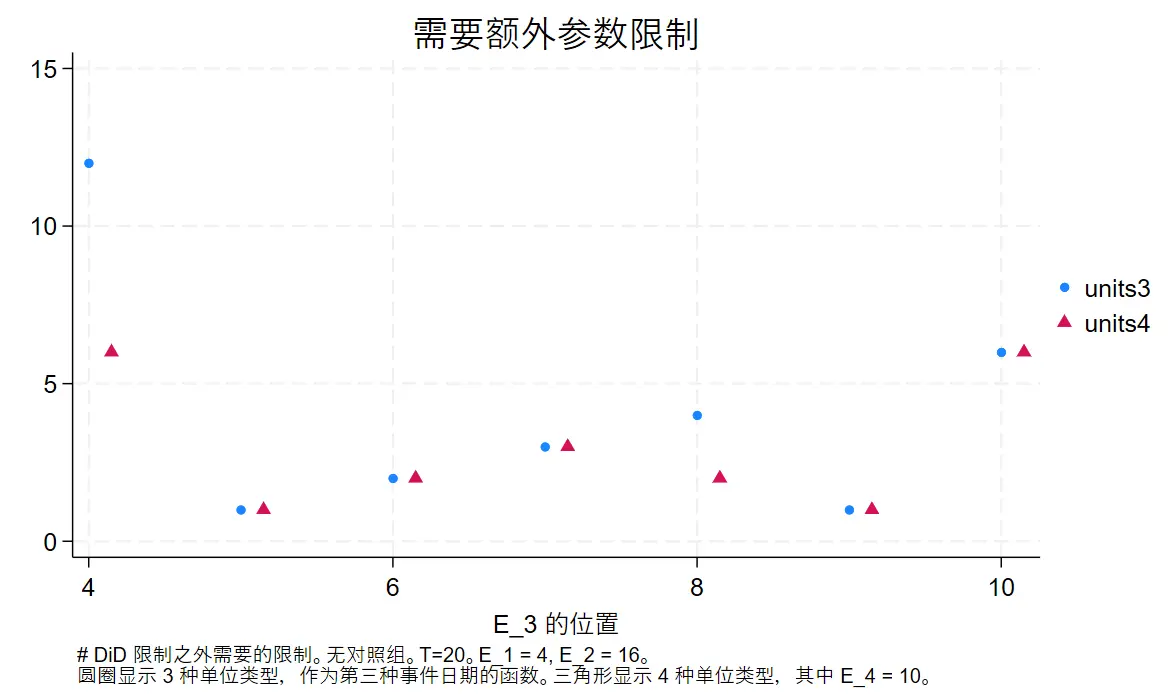 需要额外参数限制
15
10
5
0
units3
units4
4
6
8
10
E_3 的位置
# DiD 限制之外需要的限制。无对照组。T=20。E_1 = 4, E_2 = 16。
圆圈显示 3 种单位类型，作为第三种事件日期的函数。三角形显示 4 种单位类型，其中 E_4 = 10。